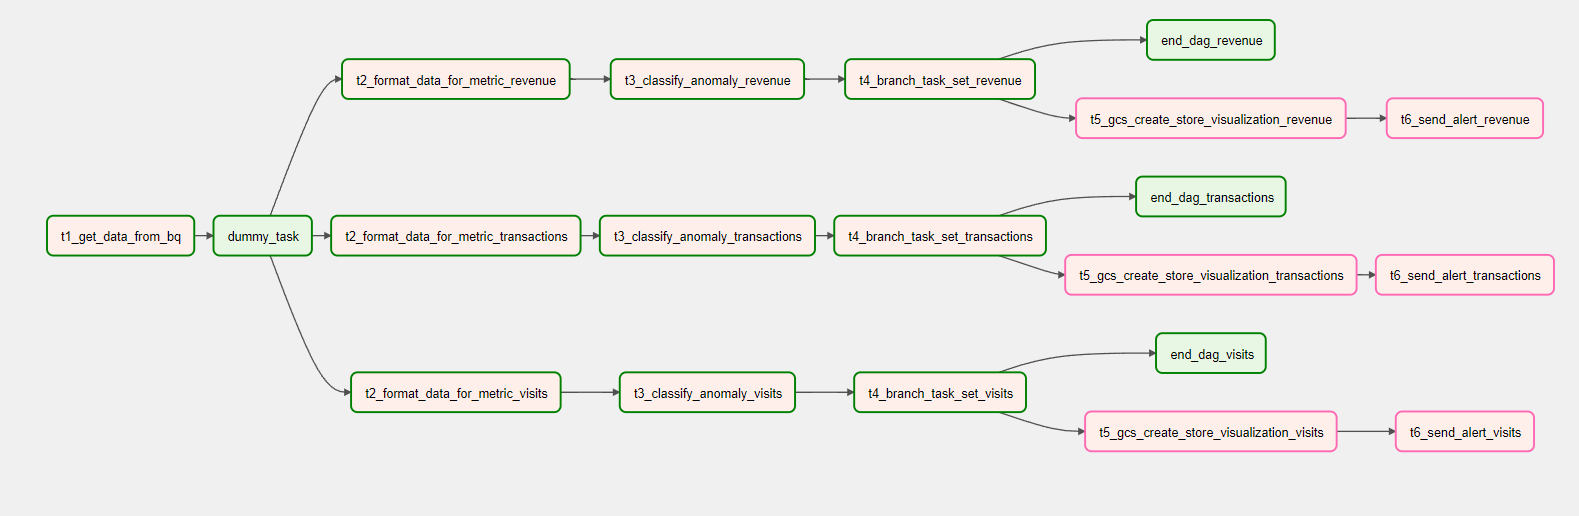 end_dag_revenue
t2_format_data_for_metric_revenue
t3_classify_anomaly_revenue
t4_branch_task_set_revenue
t5_gcs_create_store_visualization_revenue
t6_send_alert_revenue
end_dag_transactions
t1_get_data_from_bq
dummy_task
t2_format_data_for_metric_transactions
t3_classify_anomaly_transactions
t4_branch_task_set_transactions
t5_gcs_create_store_visualization_transactions
t6_send_alert_transactions
end_dag_visits
t2_format_data_for_metric_visits
t3_classify_anomaly_visits
t4_branch_task_set_visits
t5_gcs_create_store_visualization_visits
t6_send_alert_visits